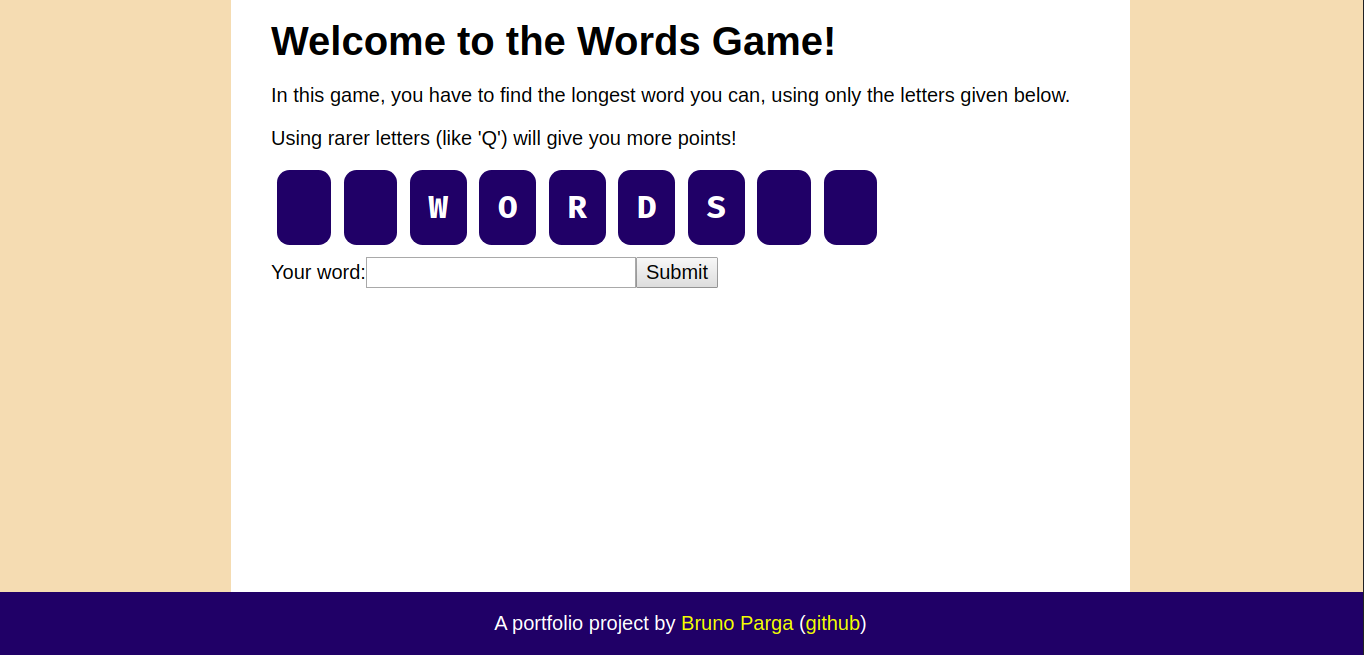 Welcome to the Words Game!
In this game, you have to find the longest word you can, using only the letters given below.
Using rarer letters (like 'Q') will give you more points!
W O R D S
Your word: Submit
A portfolio project by Bruno Parga (github)